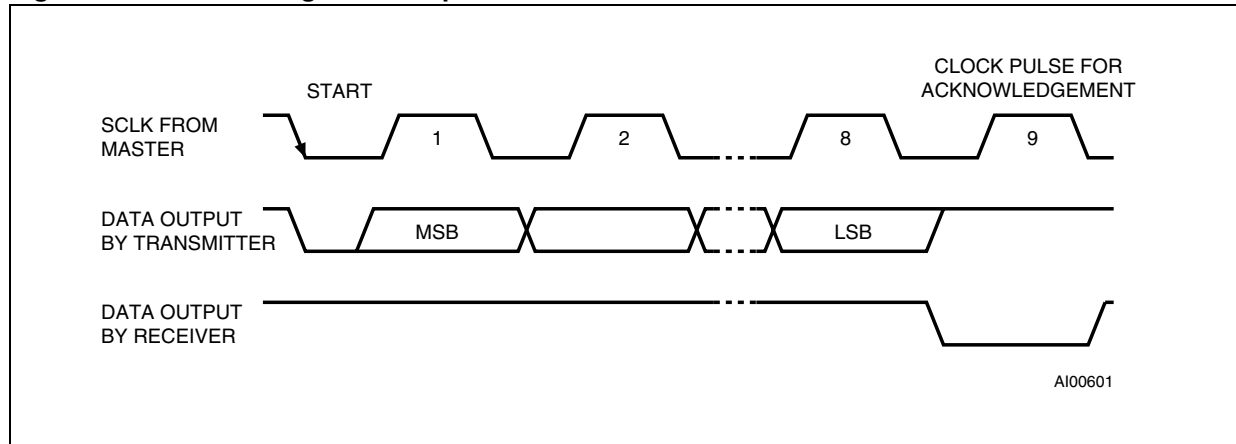 START
CLOCK PULSE FOR
ACKNOWLEDGEMENT
SCLK FROM
MASTER
1
2
8
9
DATA OUTPUT
BY TRANSMITTER
MSB
LSB
DATA OUTPUT
BY RECEIVER
AI00601